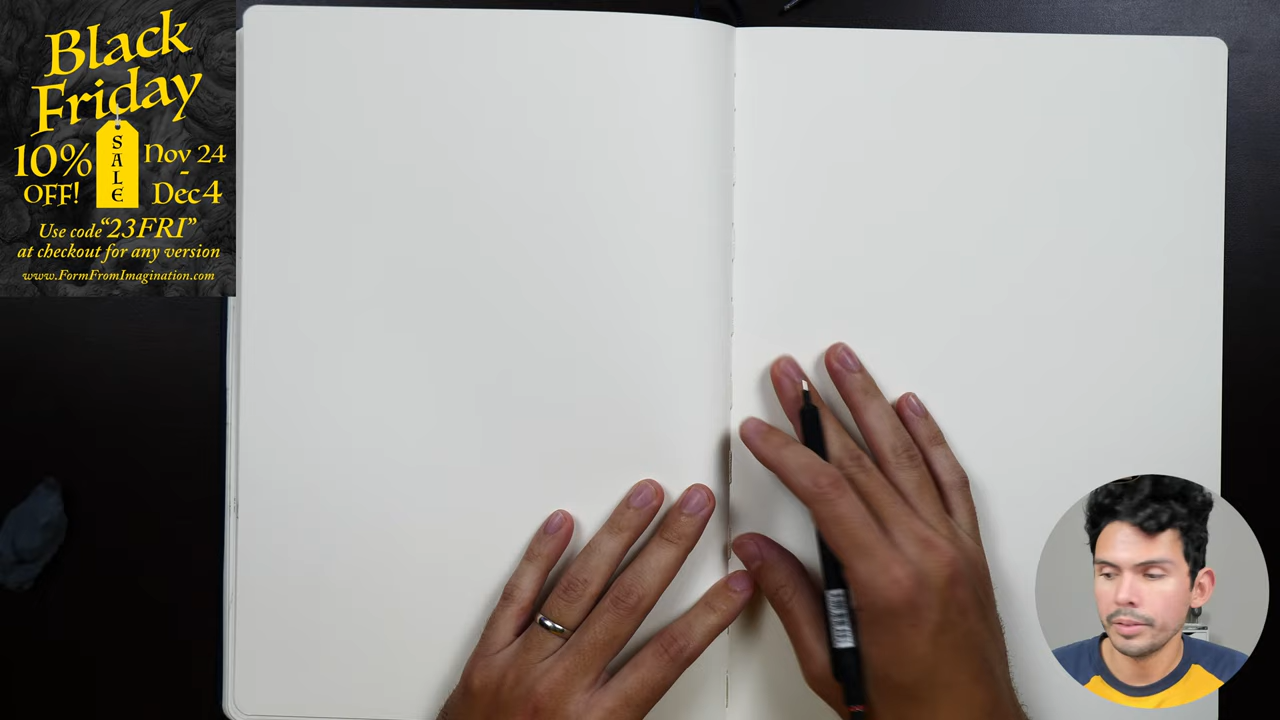 Black
Friday
10%
OFF!
SALE
Nov 24
-
Dec 4
Use code “23FRI”
at checkout for any version
www.FormFromImagination.com